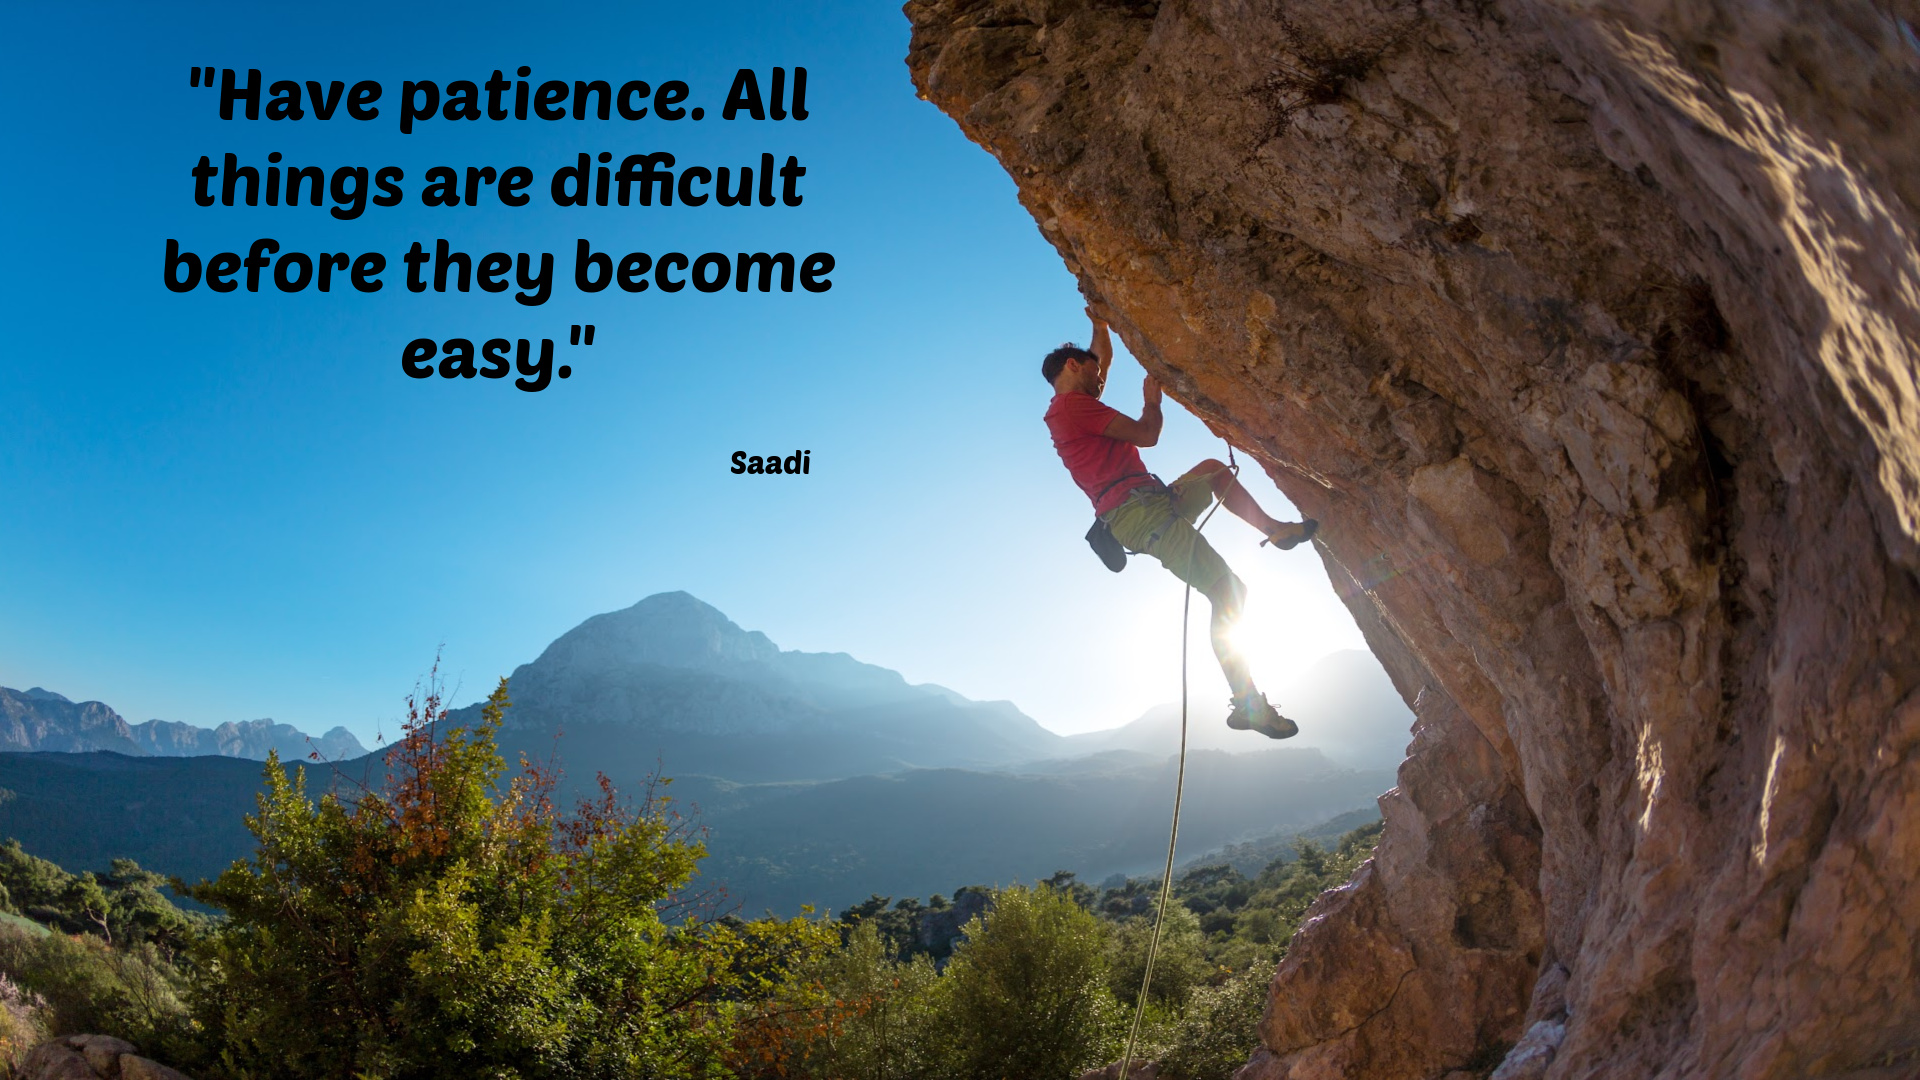 "Have patience. All
things are difficult
before they become
easy."
Saadi